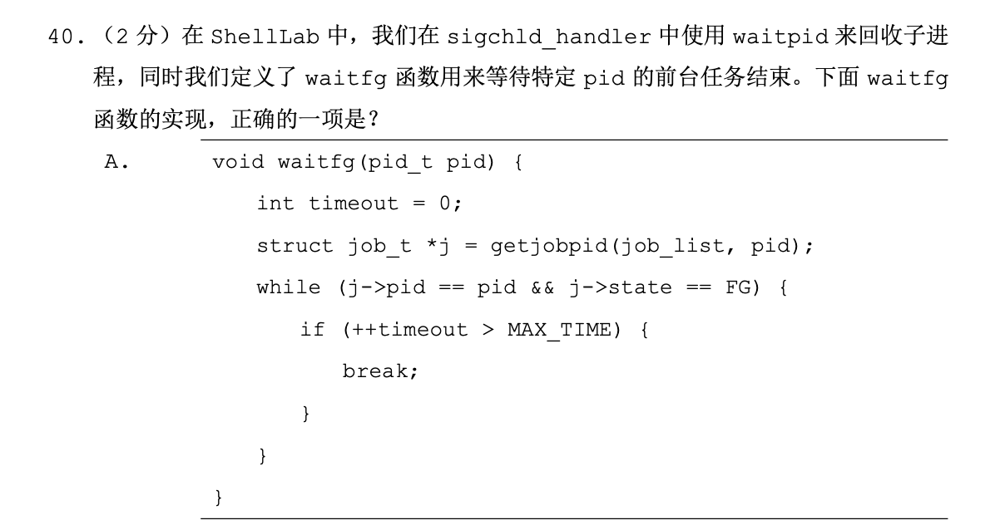 40.（2 分）在 ShellLab 中，我们在 sigchld_handler 中使用 waitpid 来回收子进
程，同时我们定义了 waitfg 函数用来等待特定 pid 的前台任务结束。下面 waitfg
函数的实现，正确的一项是？
A. void waitfg(pid_t pid) {
int timeout = 0;
struct job_t *j = getjobpid(job_list, pid);
while (j->pid == pid && j->state == FG) {
if (++timeout > MAX_TIME) {
break;
}
}
}